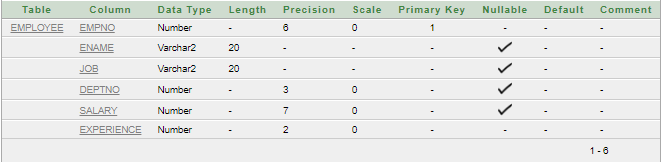 Table Column Data Type Length Precision Scale Primary Key Nullable Default Comment
EMPLOYEE EMPNO Number - 6 0 1 - - -
ENAME Varchar2 20 - - - - -
JOB Varchar2 20 - - - - -
DEPTNO Number - 3 0 - - -
SALARY Number - 7 0 - - -
EXPERIENCE Number - 2 0 - - - -
1 - 6